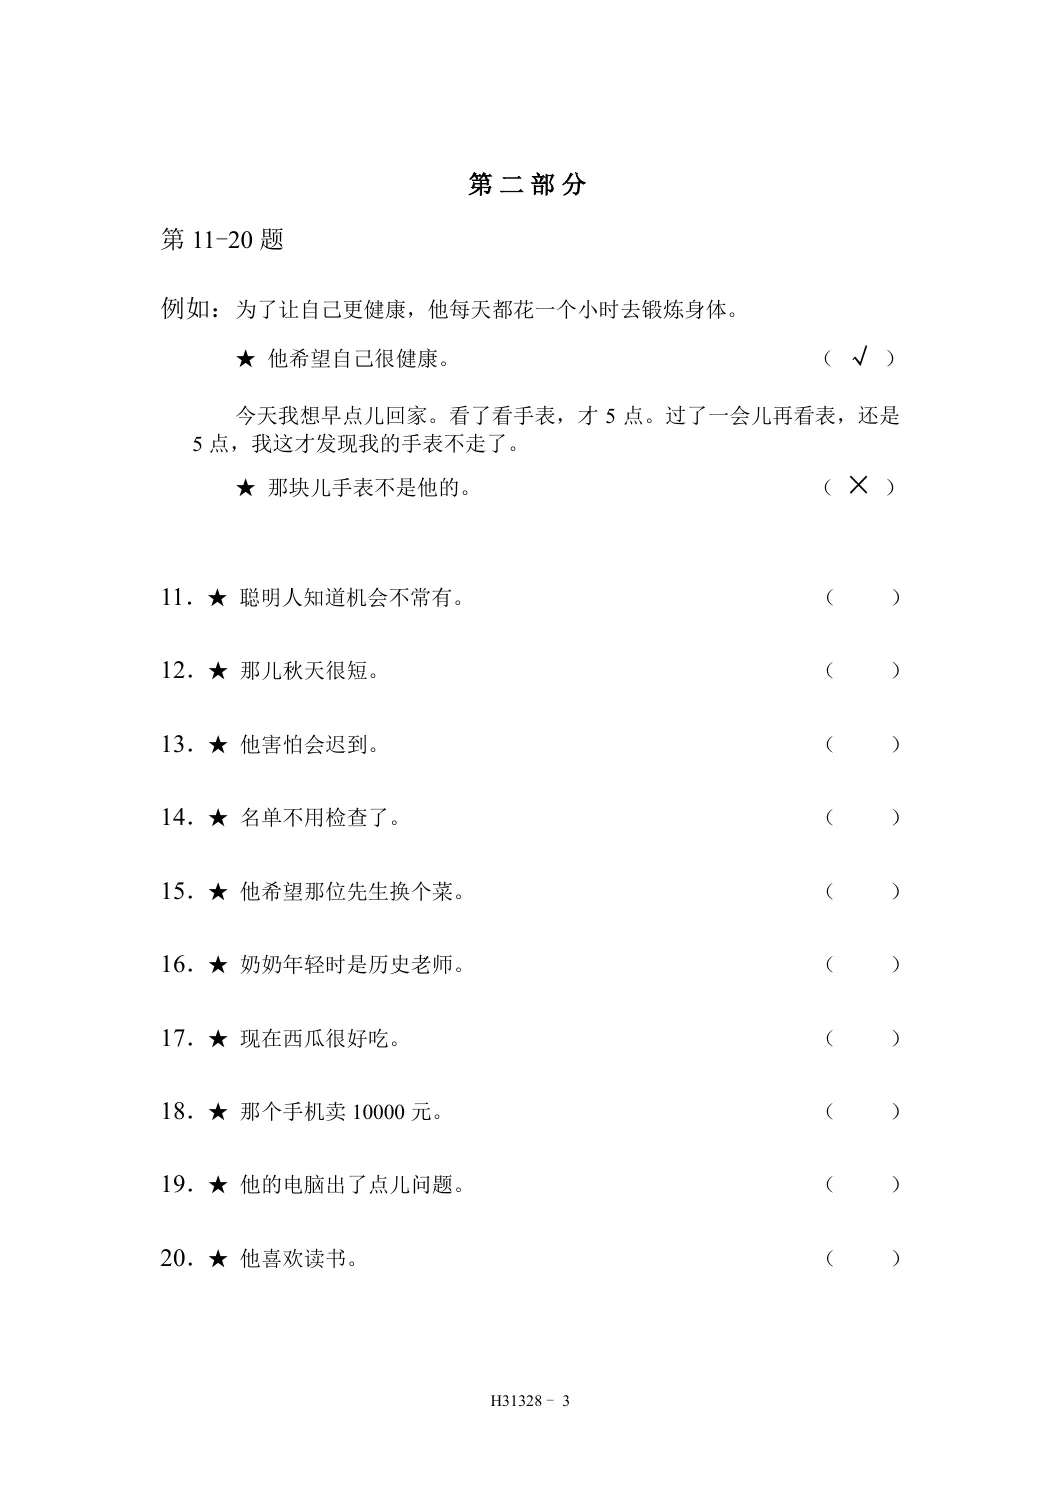 第二部分
第 11-20 题
例如：为了让自己更健康，他每天都花一个小时去锻炼身体。
★ 他希望自己很健康。 （ √ ）
今天我想早点儿回家。看了看手表，才 5 点。过了一会儿再看表，还是
5 点，我这才发现我的手表不走了。
★ 那块儿手表不是他的。 （ × ）
11．★ 聪明人知道机会不常有。 （ ）
12．★ 那儿秋天很短。 （ ）
13．★ 他害怕会迟到。 （ ）
14．★ 名单不用检查了。 （ ）
15．★ 他希望那位先生换个菜。 （ ）
16．★ 奶奶年轻时是历史老师。 （ ）
17．★ 现在西瓜很好吃。 （ ）
18．★ 那个手机卖 10000 元。 （ ）
19．★ 他的电脑出了点儿问题。 （ ）
20．★ 他喜欢读书。 （ ）
H31328 - 3